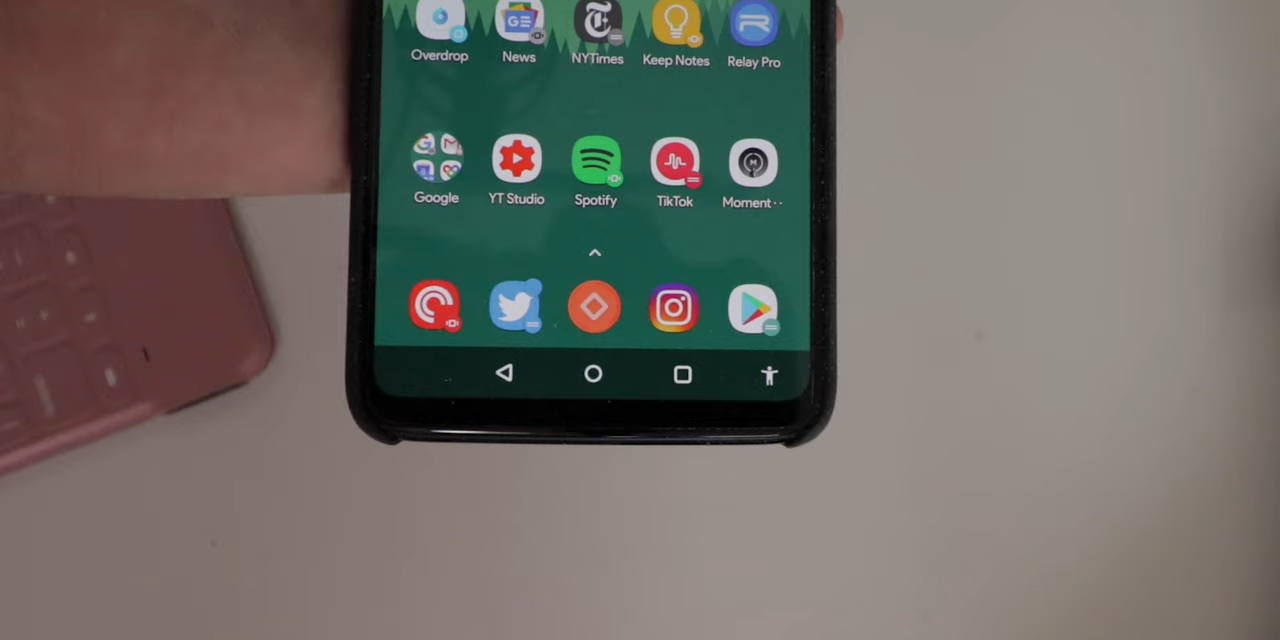 Overdrop News NYTimes Keep Notes Relay Pro
Google YT Studio Spotify TikTok Moment··